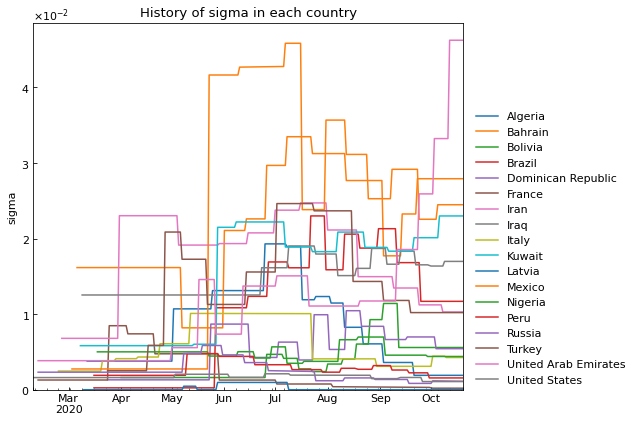 History of sigma in each country
×10⁻²
4
3
2
1
0
sigma
Mar
2020
Apr
May
Jun
Jul
Aug
Sep
Oct
Algeria
Bahrain
Bolivia
Brazil
Dominican Republic
France
Iran
Iraq
Italy
Kuwait
Latvia
Mexico
Nigeria
Peru
Russia
Turkey
United Arab Emirates
United States